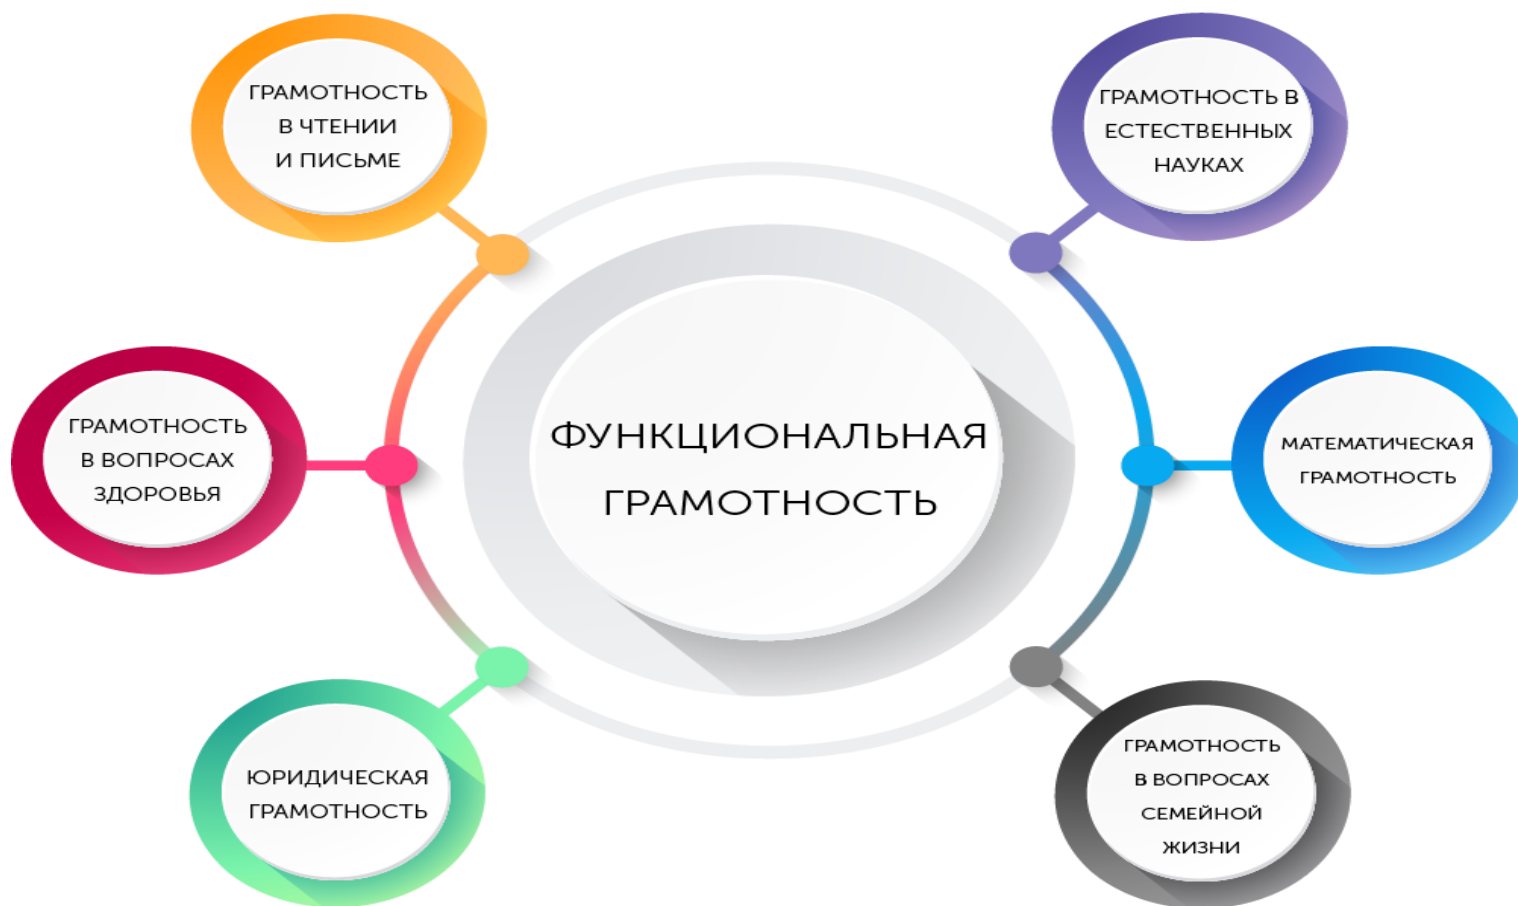 ГРАМОТНОСТЬ
В ЧТЕНИИ
И ПИСЬМЕ
ГРАМОТНОСТЬ В
ЕСТЕСТВЕННЫХ
НАУКАХ
ГРАМОТНОСТЬ
В ВОПРОСАХ
ЗДОРОВЬЯ
ФУНКЦИОНАЛЬНАЯ
ГРАМОТНОСТЬ
МАТЕМАТИЧЕСКАЯ
ГРАМОТНОСТЬ
ЮРИДИЧЕСКАЯ
ГРАМОТНОСТЬ
ГРАМОТНОСТЬ
В ВОПРОСАХ
СЕМЕЙНОЙ
ЖИЗНИ